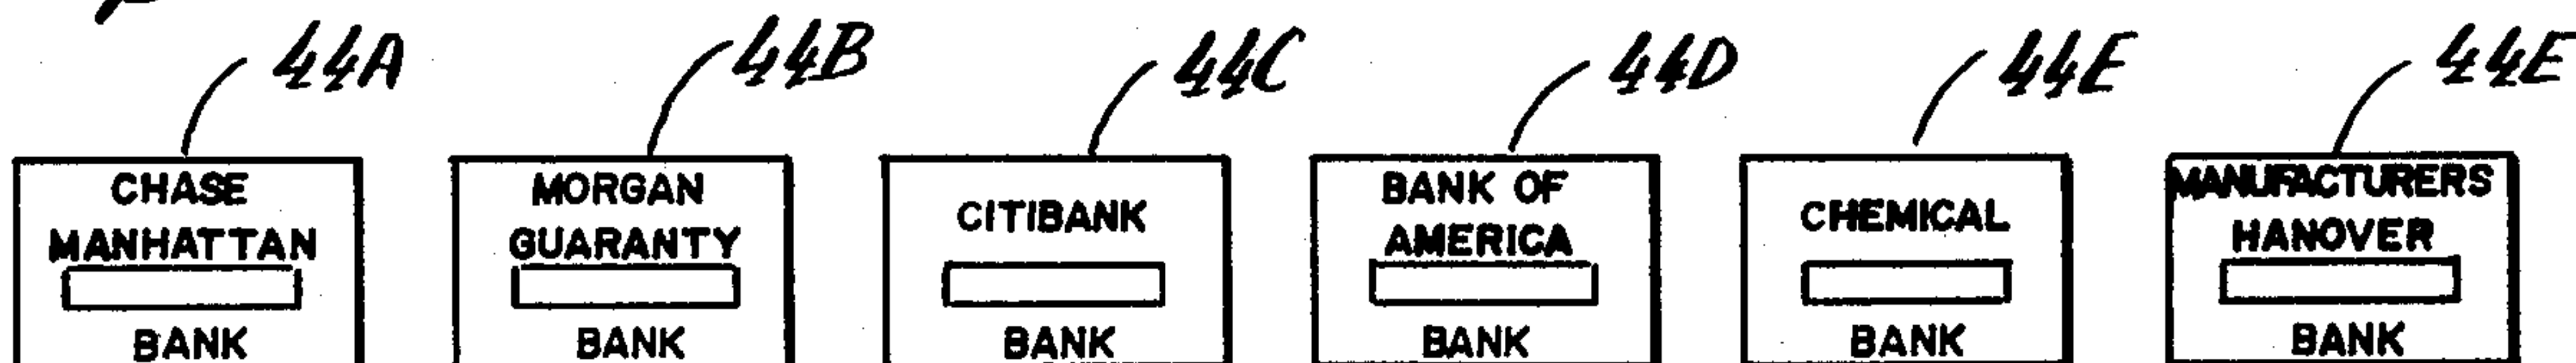 44A 44B 44C 44D 44E 44E
CHASE
MANHATTAN
BANK
MORGAN
GUARANTY
BANK
CITIBANK
BANK
BANK OF
AMERICA
BANK
CHEMICAL
BANK
MANUFACTURERS
HANOVER
BANK